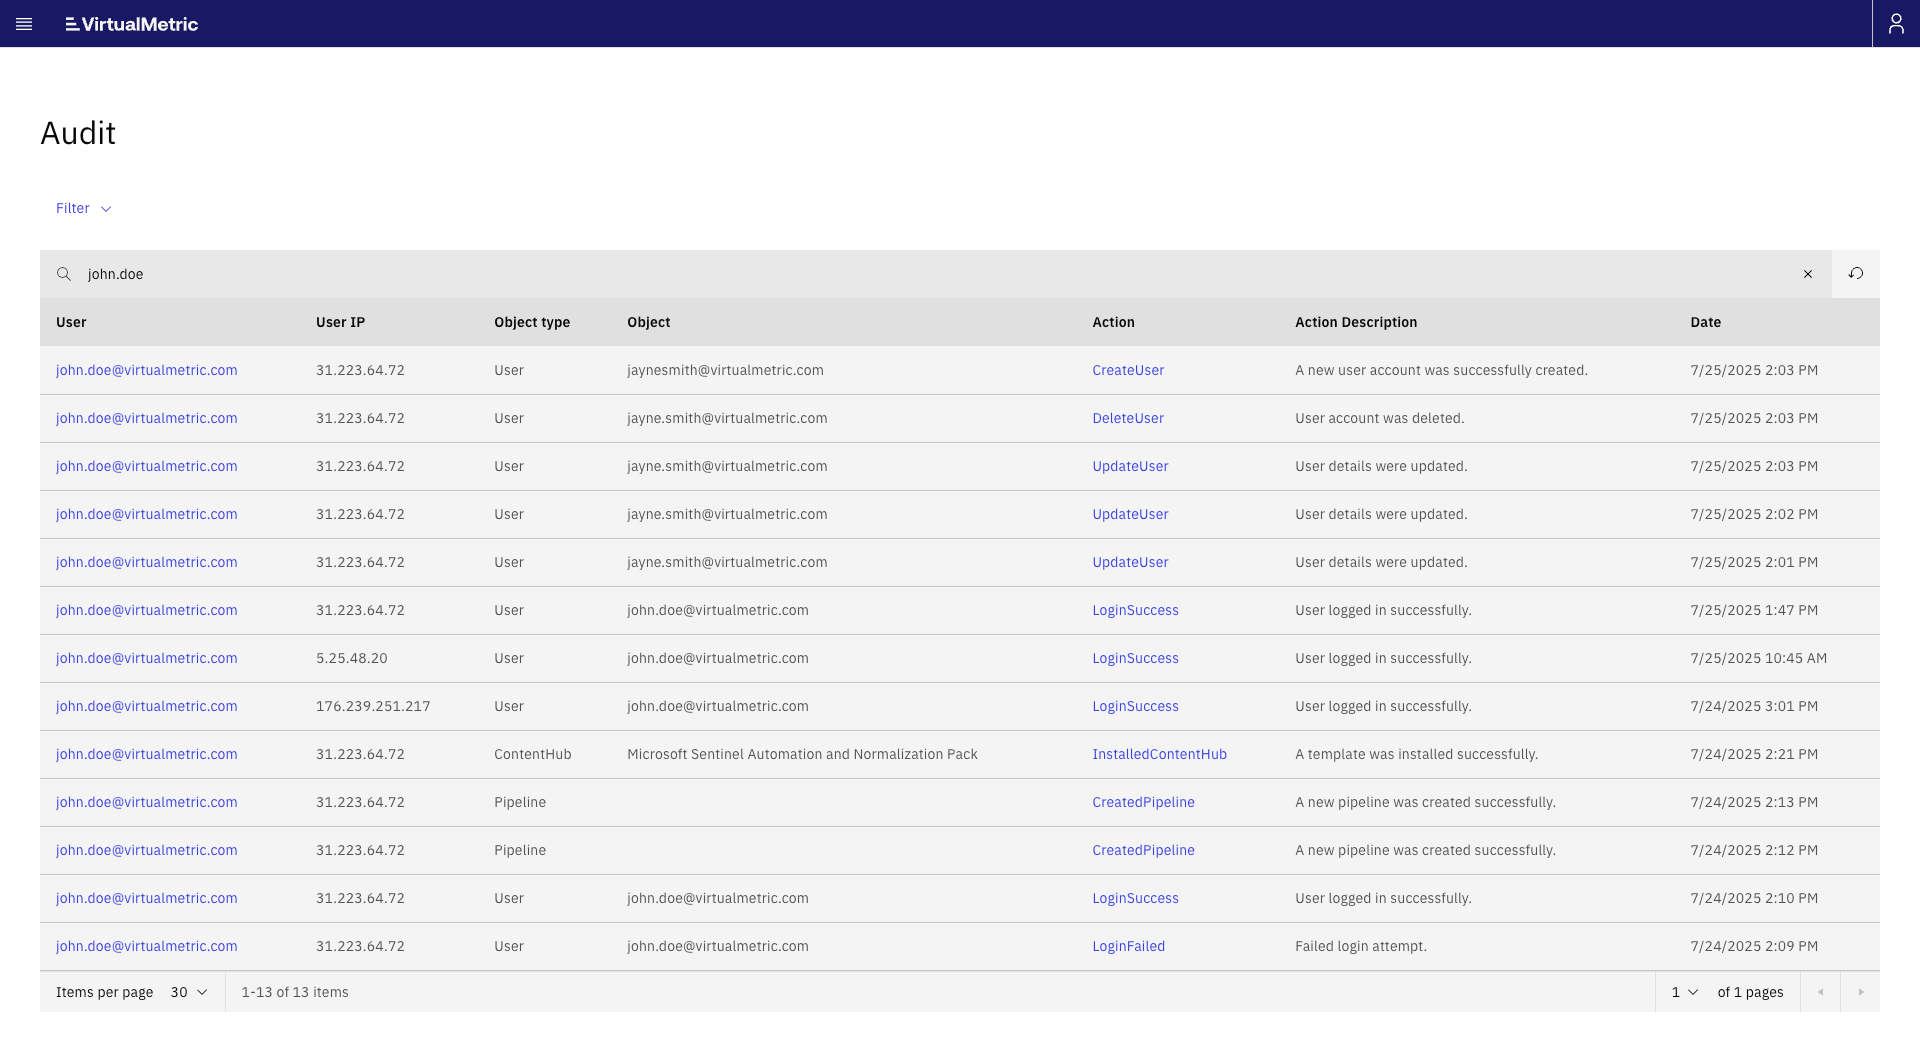 VirtualMetric
Audit
Filter
john.doe
User User IP Object type Object Action Action Description Date
john.doe@virtualmetric.com 31.223.64.72 User jaynesmith@virtualmetric.com CreateUser A new user account was successfully created. 7/25/2025 2:03 PM
john.doe@virtualmetric.com 31.223.64.72 User jayne.smith@virtualmetric.com DeleteUser User account was deleted. 7/25/2025 2:03 PM
john.doe@virtualmetric.com 31.223.64.72 User jayne.smith@virtualmetric.com UpdateUser User details were updated. 7/25/2025 2:03 PM
john.doe@virtualmetric.com 31.223.64.72 User jayne.smith@virtualmetric.com UpdateUser User details were updated. 7/25/2025 2:02 PM
john.doe@virtualmetric.com 31.223.64.72 User jayne.smith@virtualmetric.com UpdateUser User details were updated. 7/25/2025 2:01 PM
john.doe@virtualmetric.com 31.223.64.72 User john.doe@virtualmetric.com LoginSuccess User logged in successfully. 7/25/2025 1:47 PM
john.doe@virtualmetric.com 5.25.48.20 User john.doe@virtualmetric.com LoginSuccess User logged in successfully. 7/25/2025 10:45 AM
john.doe@virtualmetric.com 176.239.251.217 User john.doe@virtualmetric.com LoginSuccess User logged in successfully. 7/24/2025 3:01 PM
john.doe@virtualmetric.com 31.223.64.72 ContentHub Microsoft Sentinel Automation and Normalization Pack InstalledContentHub A template was installed successfully. 7/24/2025 2:21 PM
john.doe@virtualmetric.com 31.223.64.72 Pipeline CreatedPipeline A new pipeline was created successfully. 7/24/2025 2:13 PM
john.doe@virtualmetric.com 31.223.64.72 Pipeline CreatedPipeline A new pipeline was created successfully. 7/24/2025 2:12 PM
john.doe@virtualmetric.com 31.223.64.72 User john.doe@virtualmetric.com LoginSuccess User logged in successfully. 7/24/2025 2:10 PM
john.doe@virtualmetric.com 31.223.64.72 User john.doe@virtualmetric.com LoginFailed Failed login attempt. 7/24/2025 2:09 PM
Items per page 30 1-13 of 13 items 1 of 1 pages